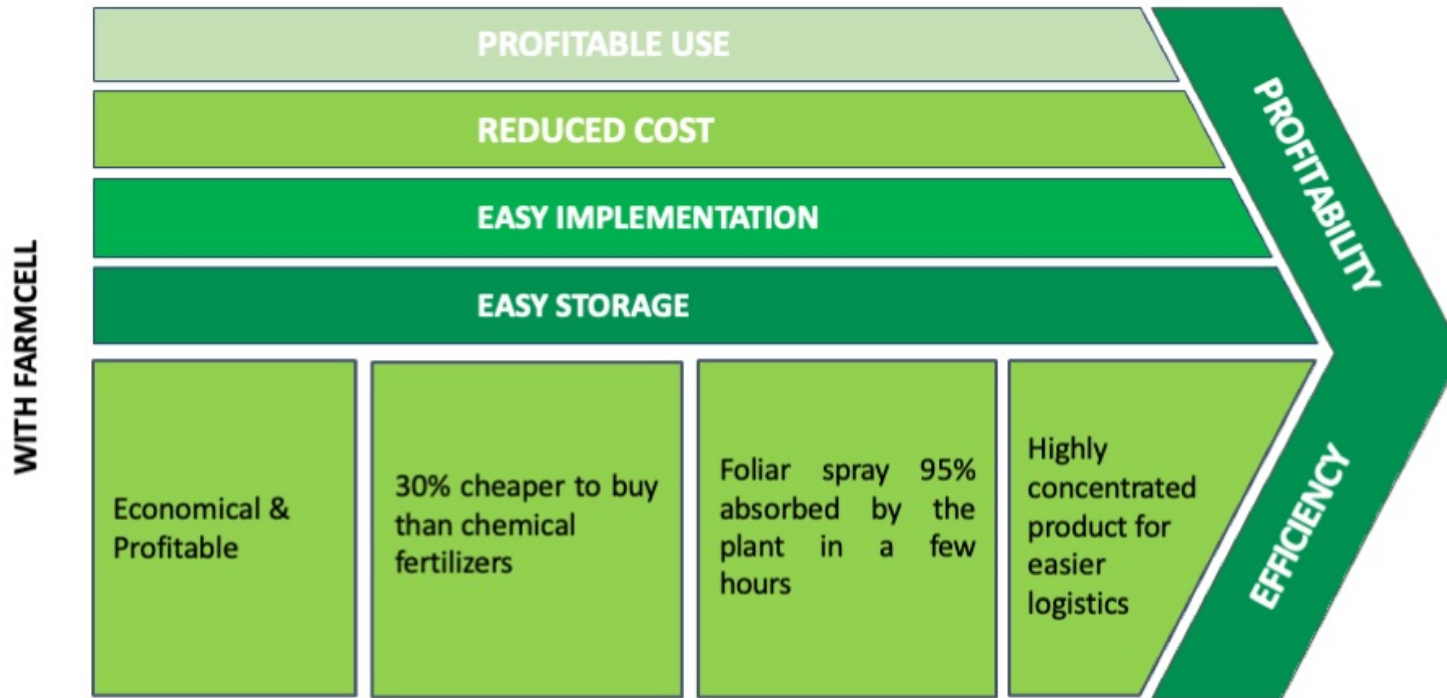 PROFITABLE USE
REDUCED COST
EASY IMPLEMENTATION
EASY STORAGE
WITH FARMCELL
Economical &
Profitable
30% cheaper to buy
than chemical
fertilizers
Foliar spray 95%
absorbed by the
plant in a few
hours
Highly
concentrated
product for
easier
logistics
PROFITABILITY
EFFICIENCY